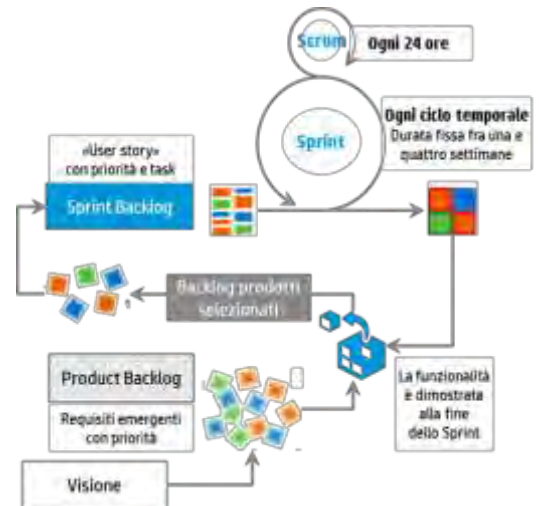 Scrum
Ogni 24 ore
Sprint
Ogni ciclo temporale
Durata fissa fra una e
quattro settimane
«User story»
con priorità e task
Sprint Backlog
Backlog prodotti
selezionati
Product Backlog
Requisiti emergenti
con priorità
La funzionalità
è dimostrata
alla fine
dello Sprint
Visione